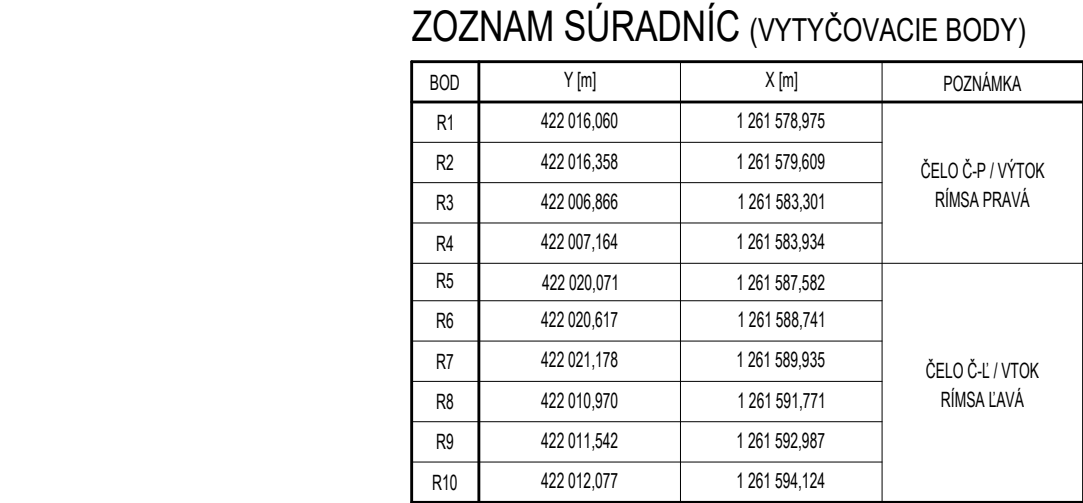 ZOZNAM SÚRADNÍC (VYTYČOVACIE BODY)
BOD Y [m] X [m] POZNÁMKA
R1 422 016,060 1 261 578,975
R2 422 016,358 1 261 579,609
ČELO Č-P / VÝTOK
RÍMSA PRAVÁ
R3 422 006,866 1 261 583,301
R4 422 007,164 1 261 583,934
R5 422 020,071 1 261 587,582
R6 422 020,617 1 261 588,741
R7 422 021,178 1 261 589,935
ČELO Č-Ľ / VTOK
RÍMSA ĽAVÁ
R8 422 010,970 1 261 591,771
R9 422 011,542 1 261 592,987
R10 422 012,077 1 261 594,124